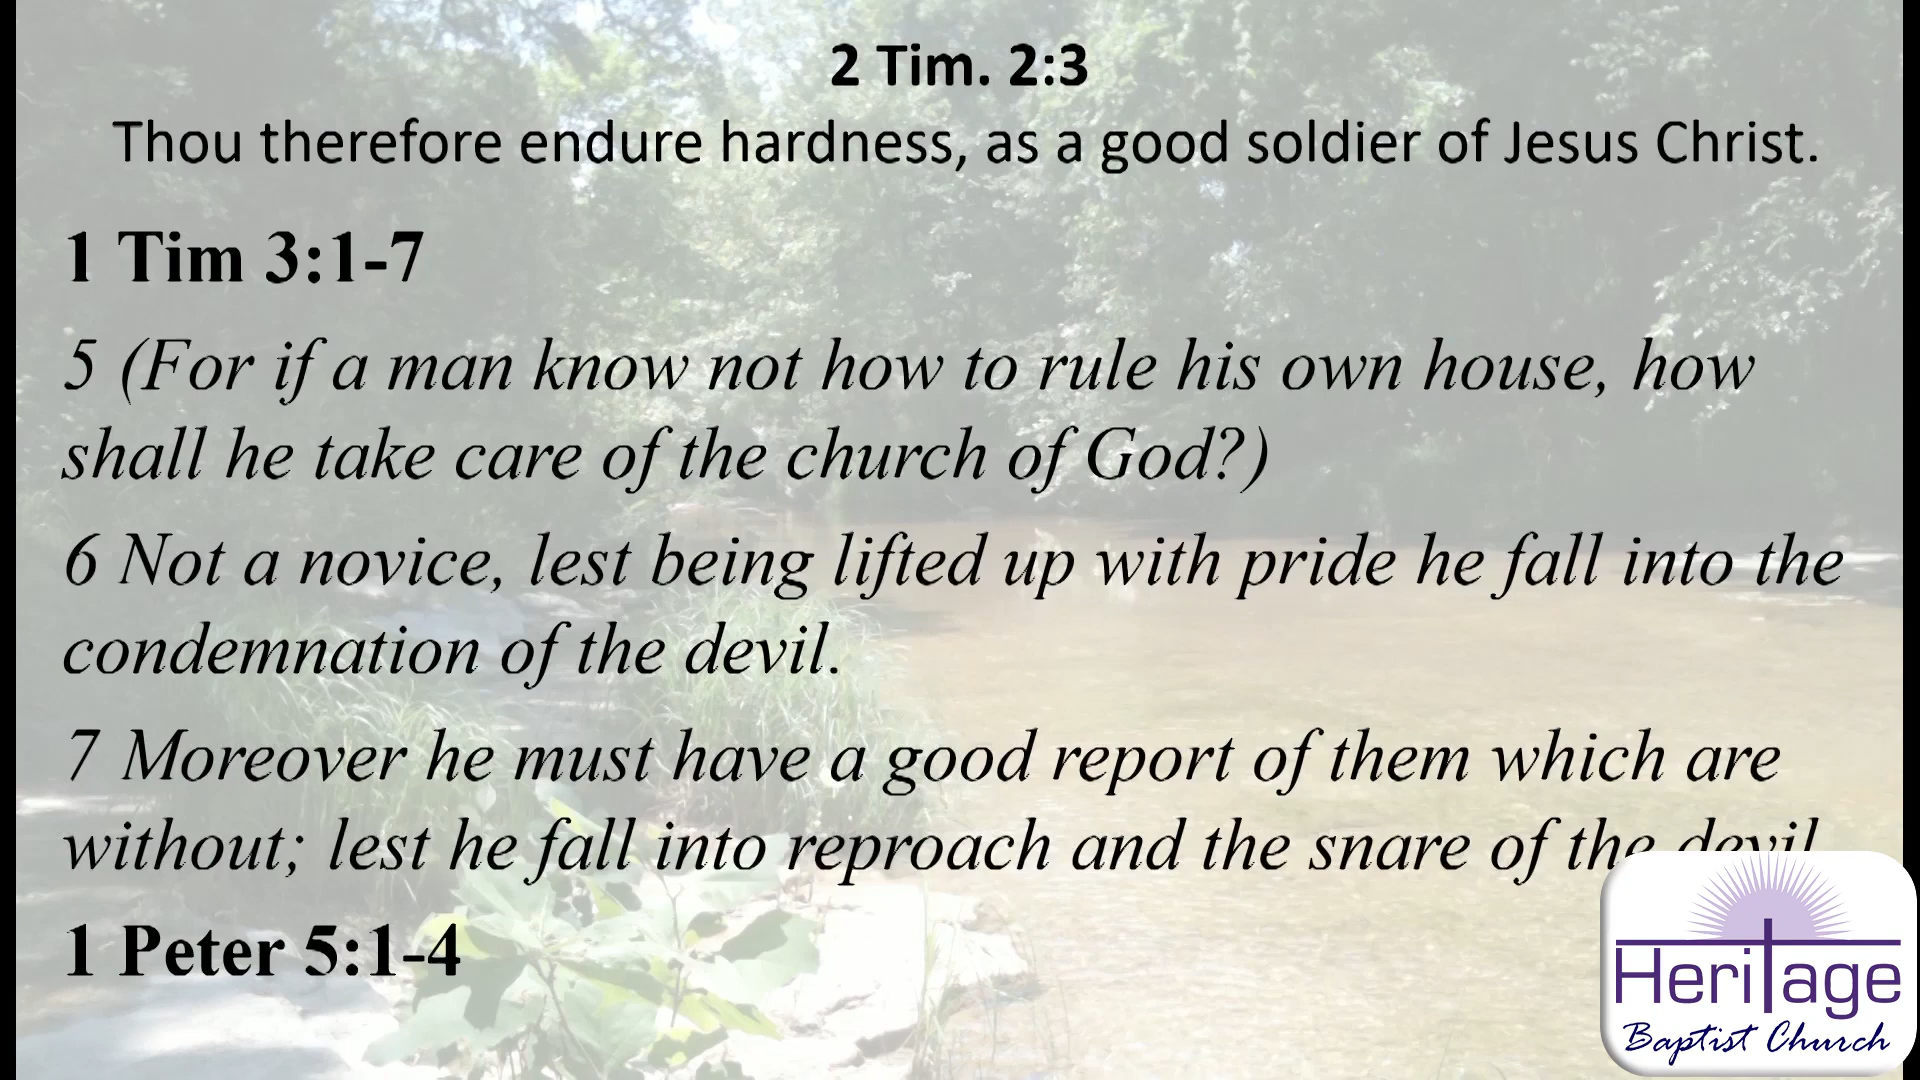 2 Tim. 2:3
Thou therefore endure hardness, as a good soldier of Jesus Christ.
1 Tim 3:1-7
5 (For if a man know not how to rule his own house, how
shall he take care of the church of God?)
6 Not a novice, lest being lifted up with pride he fall into the
condemnation of the devil.
7 Moreover he must have a good report of them which are
without; lest he fall into reproach and the snare of the devil
1 Peter 5:1-4
Heritage
Baptist Church